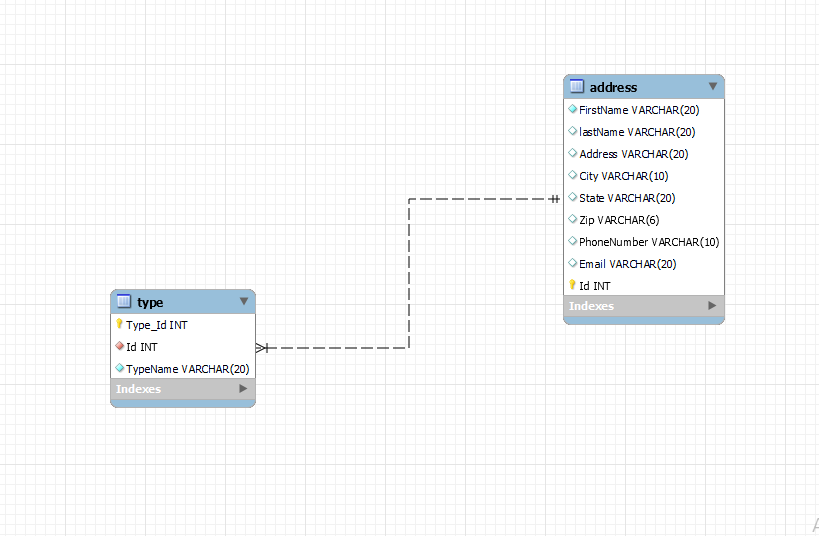 address
FirstName VARCHAR(20)
lastName VARCHAR(20)
Address VARCHAR(20)
City VARCHAR(10)
State VARCHAR(20)
Zip VARCHAR(6)
PhoneNumber VARCHAR(10)
Email VARCHAR(20)
Id INT
Indexes
type
Type_Id INT
Id INT
TypeName VARCHAR(20)
Indexes